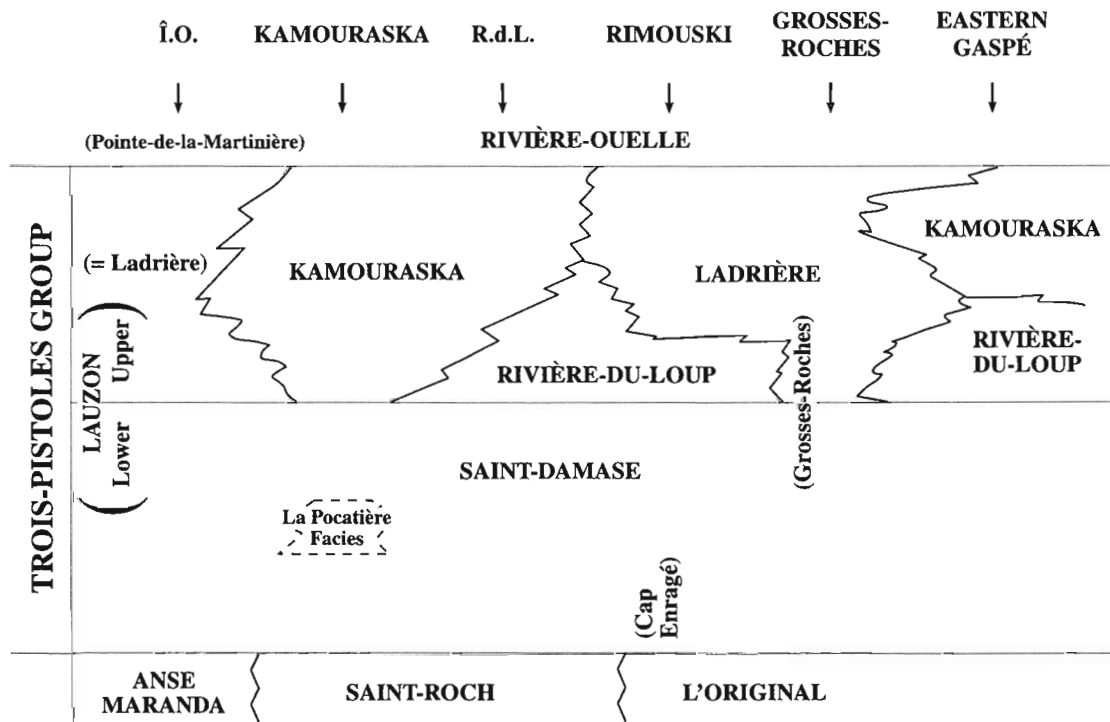 Î.O.
KAMOURASKA
R.d.L.
RIMOUSKI
GROSSES-
ROCHES
EASTERN
GASPÉ
(Pointe-de-la-Martinière)
RIVIÈRE-OUELLE
TROIS-PISTOLES GROUP
(= Ladrière)
KAMOURASKA
LADRIÈRE
KAMOURASKA
(LAUZON)
Upper
Lower
RIVIÈRE-DU-LOUP
(Grosses-Roches)
RIVIÈRE-
DU-LOUP
SAINT-DAMASE
La Pocatière
Facies
(Cap
Enragé)
ANSE
MARANDA
SAINT-ROCH
L'ORIGINAL